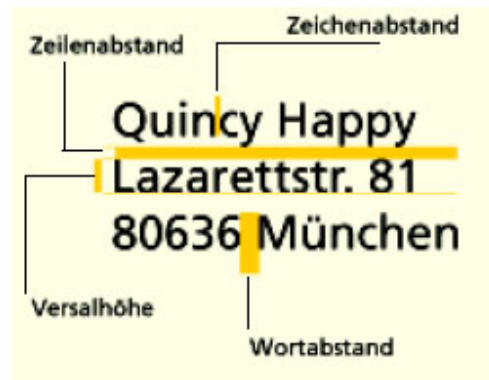 Zeichenabstand
Zeilenabstand
Quincy Happy
Lazarettstr. 81
80636 München
Versalhöhe
Wortabstand